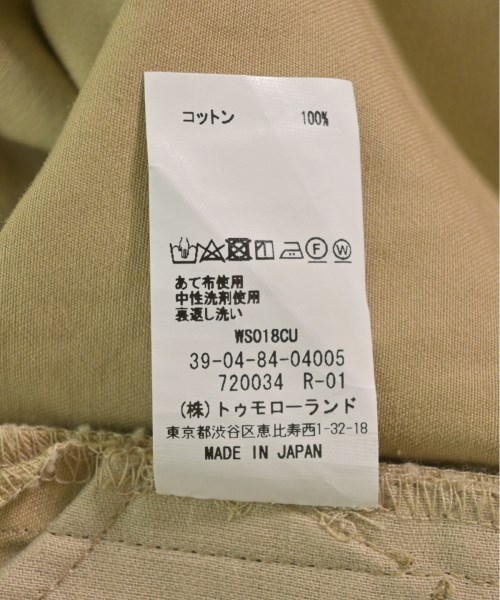 コットン 100%
F W
あて布使用
中性洗剤使用
裏返し洗い
WS018CU
39-04-84-04005
720034 R-01
(株)トゥモローランド
東京都渋谷区恵比寿西1-32-18
MADE IN JAPAN